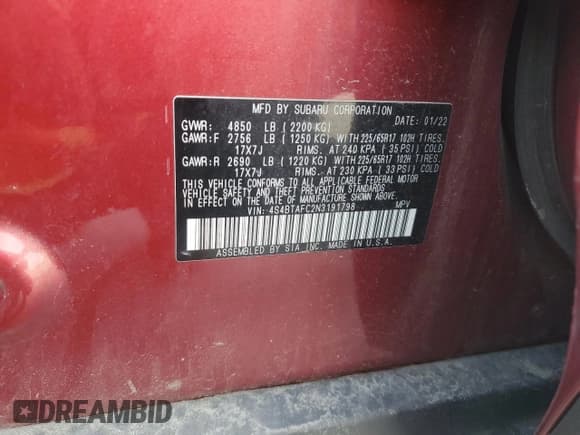 MFD BY SUBARU CORPORATION DATE: 01/22
GVWR: 4850 LB (2200 KG)
GAWR:F 2756 LB (1250 KG) WITH 225/65R17 102H TIRES,
17X7J RIMS, AT 240 KPA (35 PSI) COLD
GAWR:R 2690 LB (1220 KG) WITH 225/65R17 102H TIRES,
17X7J RIMS, AT 230 KPA (33 PSI) COLD
THIS VEHICLE CONFORMS TO ALL APPLICABLE FEDERAL MOTOR
VEHICLE SAFETY AND THEFT PREVENTION STANDARDS
IN EFFECT ON THE DATE OF MANUFACTURE SHOWN ABOVE.
VIN: 4S4BTAFC2N3191798 MPV
ASSEMBLED BY SIA, INC. MADE IN U.S.A.
DREAMBID